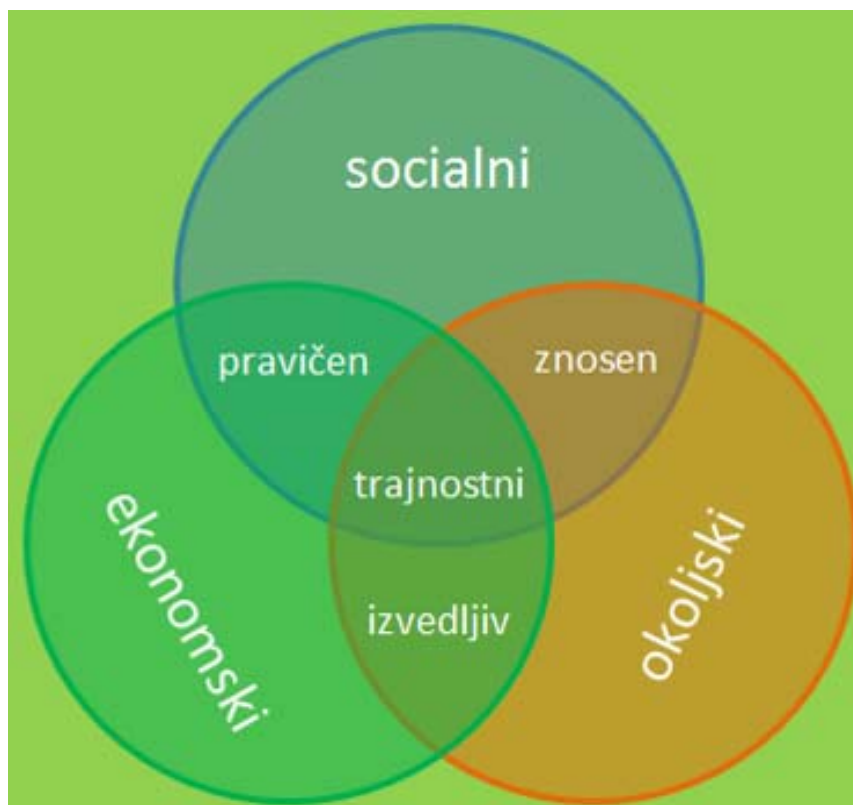 socialni
pravičen
znosen
trajnostni
ekonomski
okoljski
izvedljiv